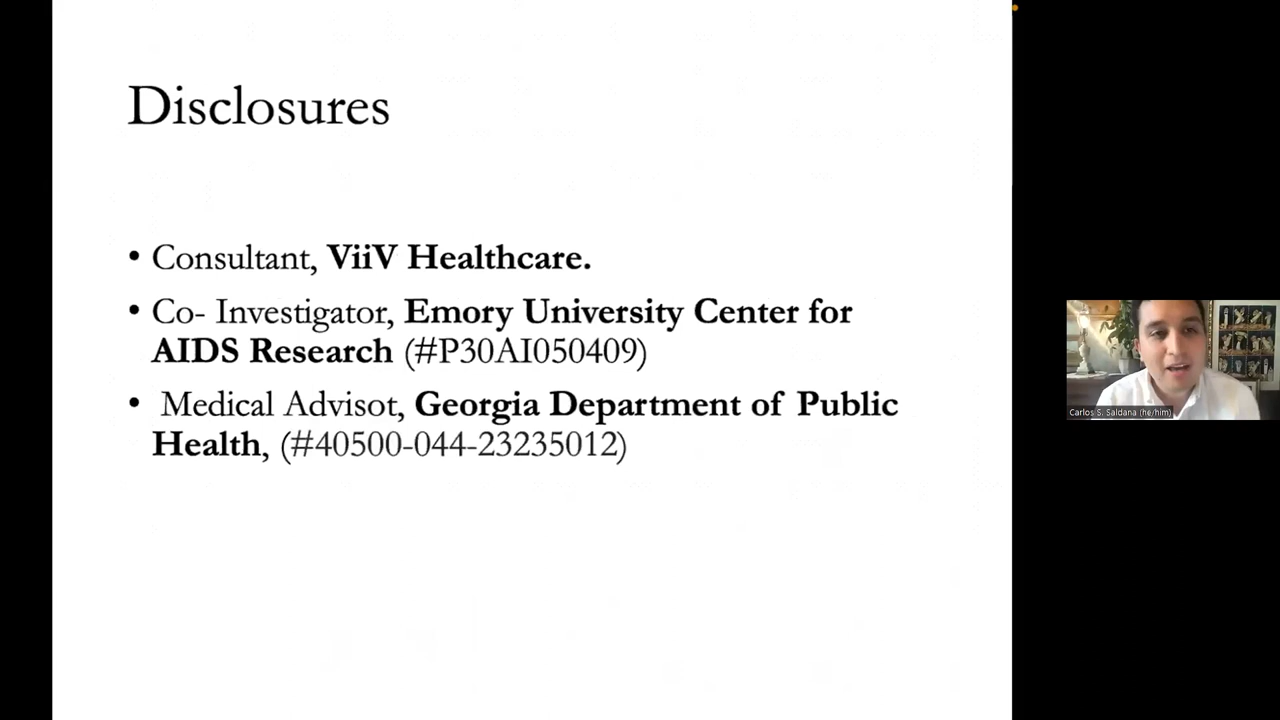 Disclosures
• Consultant, ViiV Healthcare.
• Co- Investigator, Emory University Center for
AIDS Research (#P30AI050409)
• Medical Advisot, Georgia Department of Public
Health, (#40500-044-23235012)
Carlos S. Saldana (he/him)